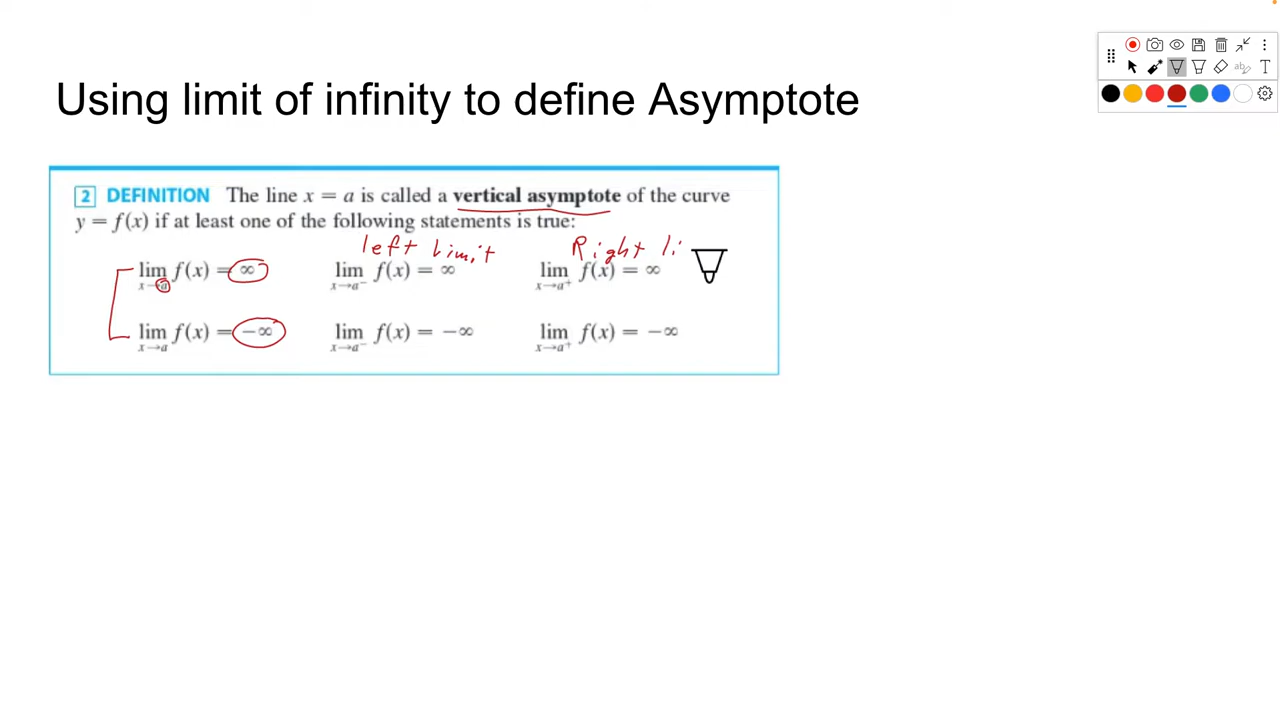 Using limit of infinity to define Asymptote
2 DEFINITION The line x = a is called a vertical asymptote of the curve
y = f(x) if at least one of the following statements is true:
left limit Right li
lim f(x) = ∞ lim f(x) = ∞ lim f(x) = ∞
x→a x→a⁻ x→a⁺
lim f(x) = −∞ lim f(x) = −∞ lim f(x) = −∞
x→a x→a⁻ x→a⁺
ab
T